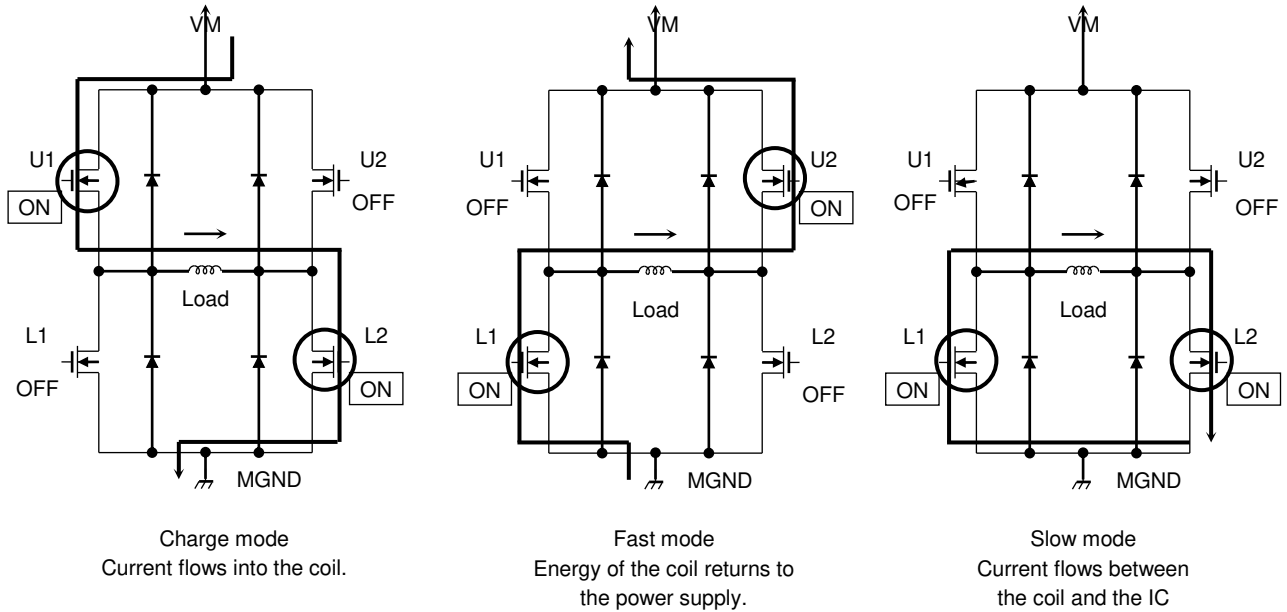 VM
U1
U2
ON
OFF
Load
L1
L2
OFF
ON
MGND
Charge mode
Current flows into the coil.
VM
U1
U2
OFF
ON
Load
L1
L2
ON
OFF
MGND
Fast mode
Energy of the coil returns to
the power supply.
VM
U1
U2
OFF
OFF
Load
L1
L2
ON
ON
MGND
Slow mode
Current flows between
the coil and the IC